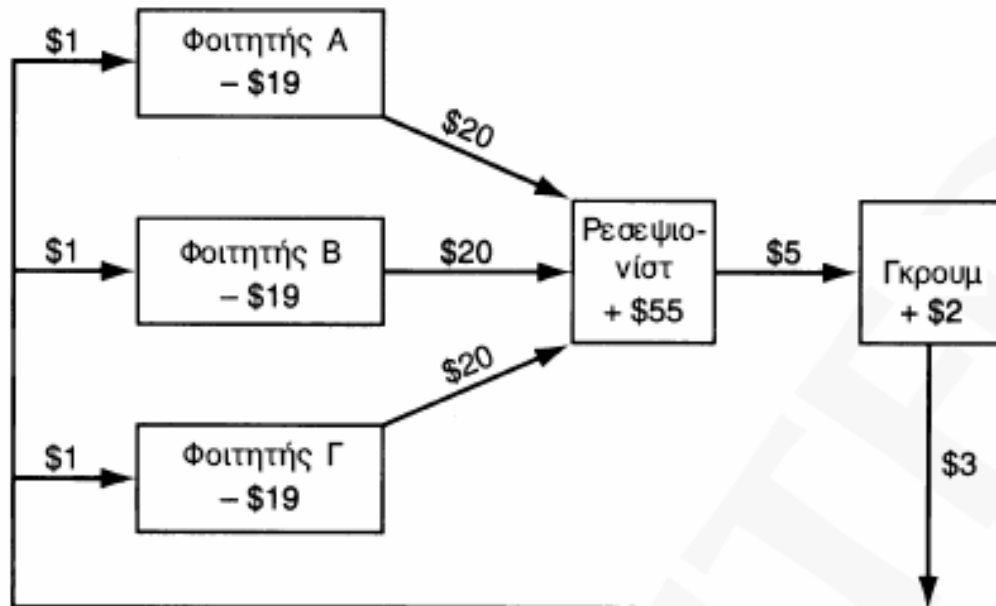 $1
Φοιτητής Α
– $19
$20
$1
Φοιτητής Β
– $19
$20
Ρεσεψιο-
νίστ
+ $55
$5
Γκρουμ
+ $2
$20
$1
Φοιτητής Γ
– $19
$3